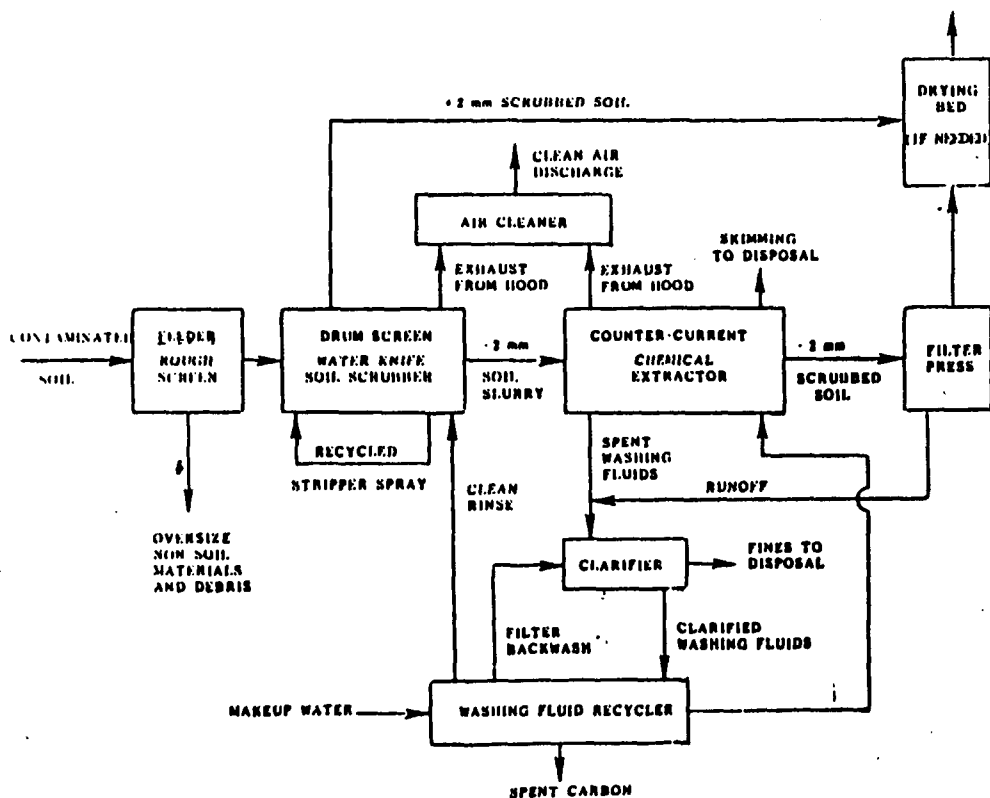 DRYING
BED
(IF NEEDED)
+2 mm SCRUBBED SOIL
CLEAN AIR
DISCHARGE
AIR CLEANER
SKIMMING
TO DISPOSAL
EXHAUST
FROM HOOD
EXHAUST
FROM HOOD
CONTAMINATED
SOIL
FEEDER
ROUGH
SCREEN
DRUM SCREEN
WATER KNIFE
SOIL SCRUBBER
-2 mm
SOIL
SLURRY
COUNTER-CURRENT
CHEMICAL
EXTRACTOR
-2 mm
SCRUBBED
SOIL
FILTER
PRESS
RECYCLED
STRIPPER SPRAY
CLEAN
RINSE
SPENT
WASHING
FLUIDS
RUNOFF
OVERSIZE
NON SOIL
MATERIALS
AND DEBRIS
CLARIFIER
FINES TO
DISPOSAL
FILTER
BACKWASH
CLARIFIED
WASHING FLUIDS
MAKEUP WATER
WASHING FLUID RECYCLER
SPENT CARBON